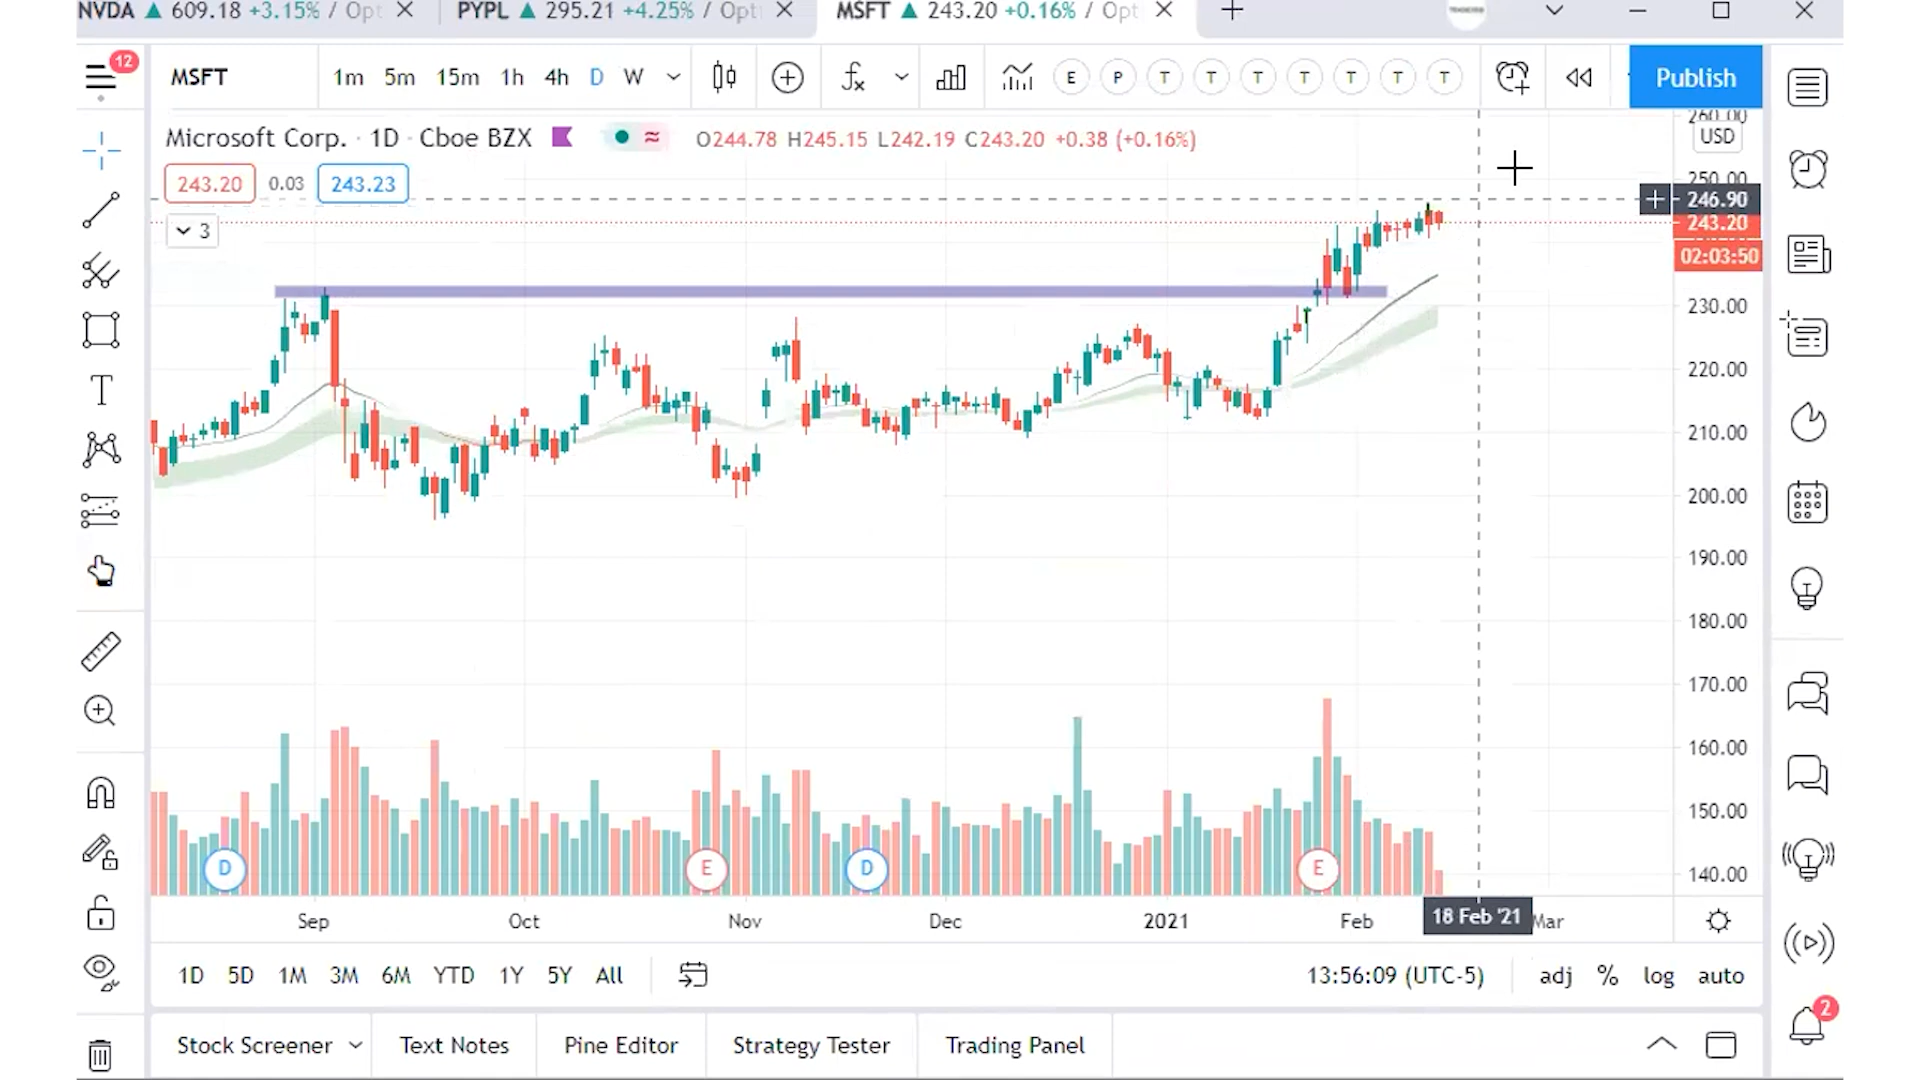 NVDA ▲ 609.18 +3.15% / Opt
PYPL ▲ 295.21 +4.25% / Opt
MSFT ▲ 243.20 +0.16% / Opt
12
MSFT 1m 5m 15m 1h 4h D W E P T T T T T T T Publish
Microsoft Corp. · 1D · Cboe BZX O244.78 H245.15 L242.19 C243.20 +0.38 (+0.16%)
243.20 0.03 243.23
3
260.00
USD
250.00
246.90
243.20
02:03:50
230.00
220.00
210.00
200.00
190.00
180.00
170.00
160.00
150.00
140.00
D E D E
Sep Oct Nov Dec 2021 Feb 18 Feb '21 Mar
1D 5D 1M 3M 6M YTD 1Y 5Y All 13:56:09 (UTC-5) adj % log auto
2
Stock Screener Text Notes Pine Editor Strategy Tester Trading Panel